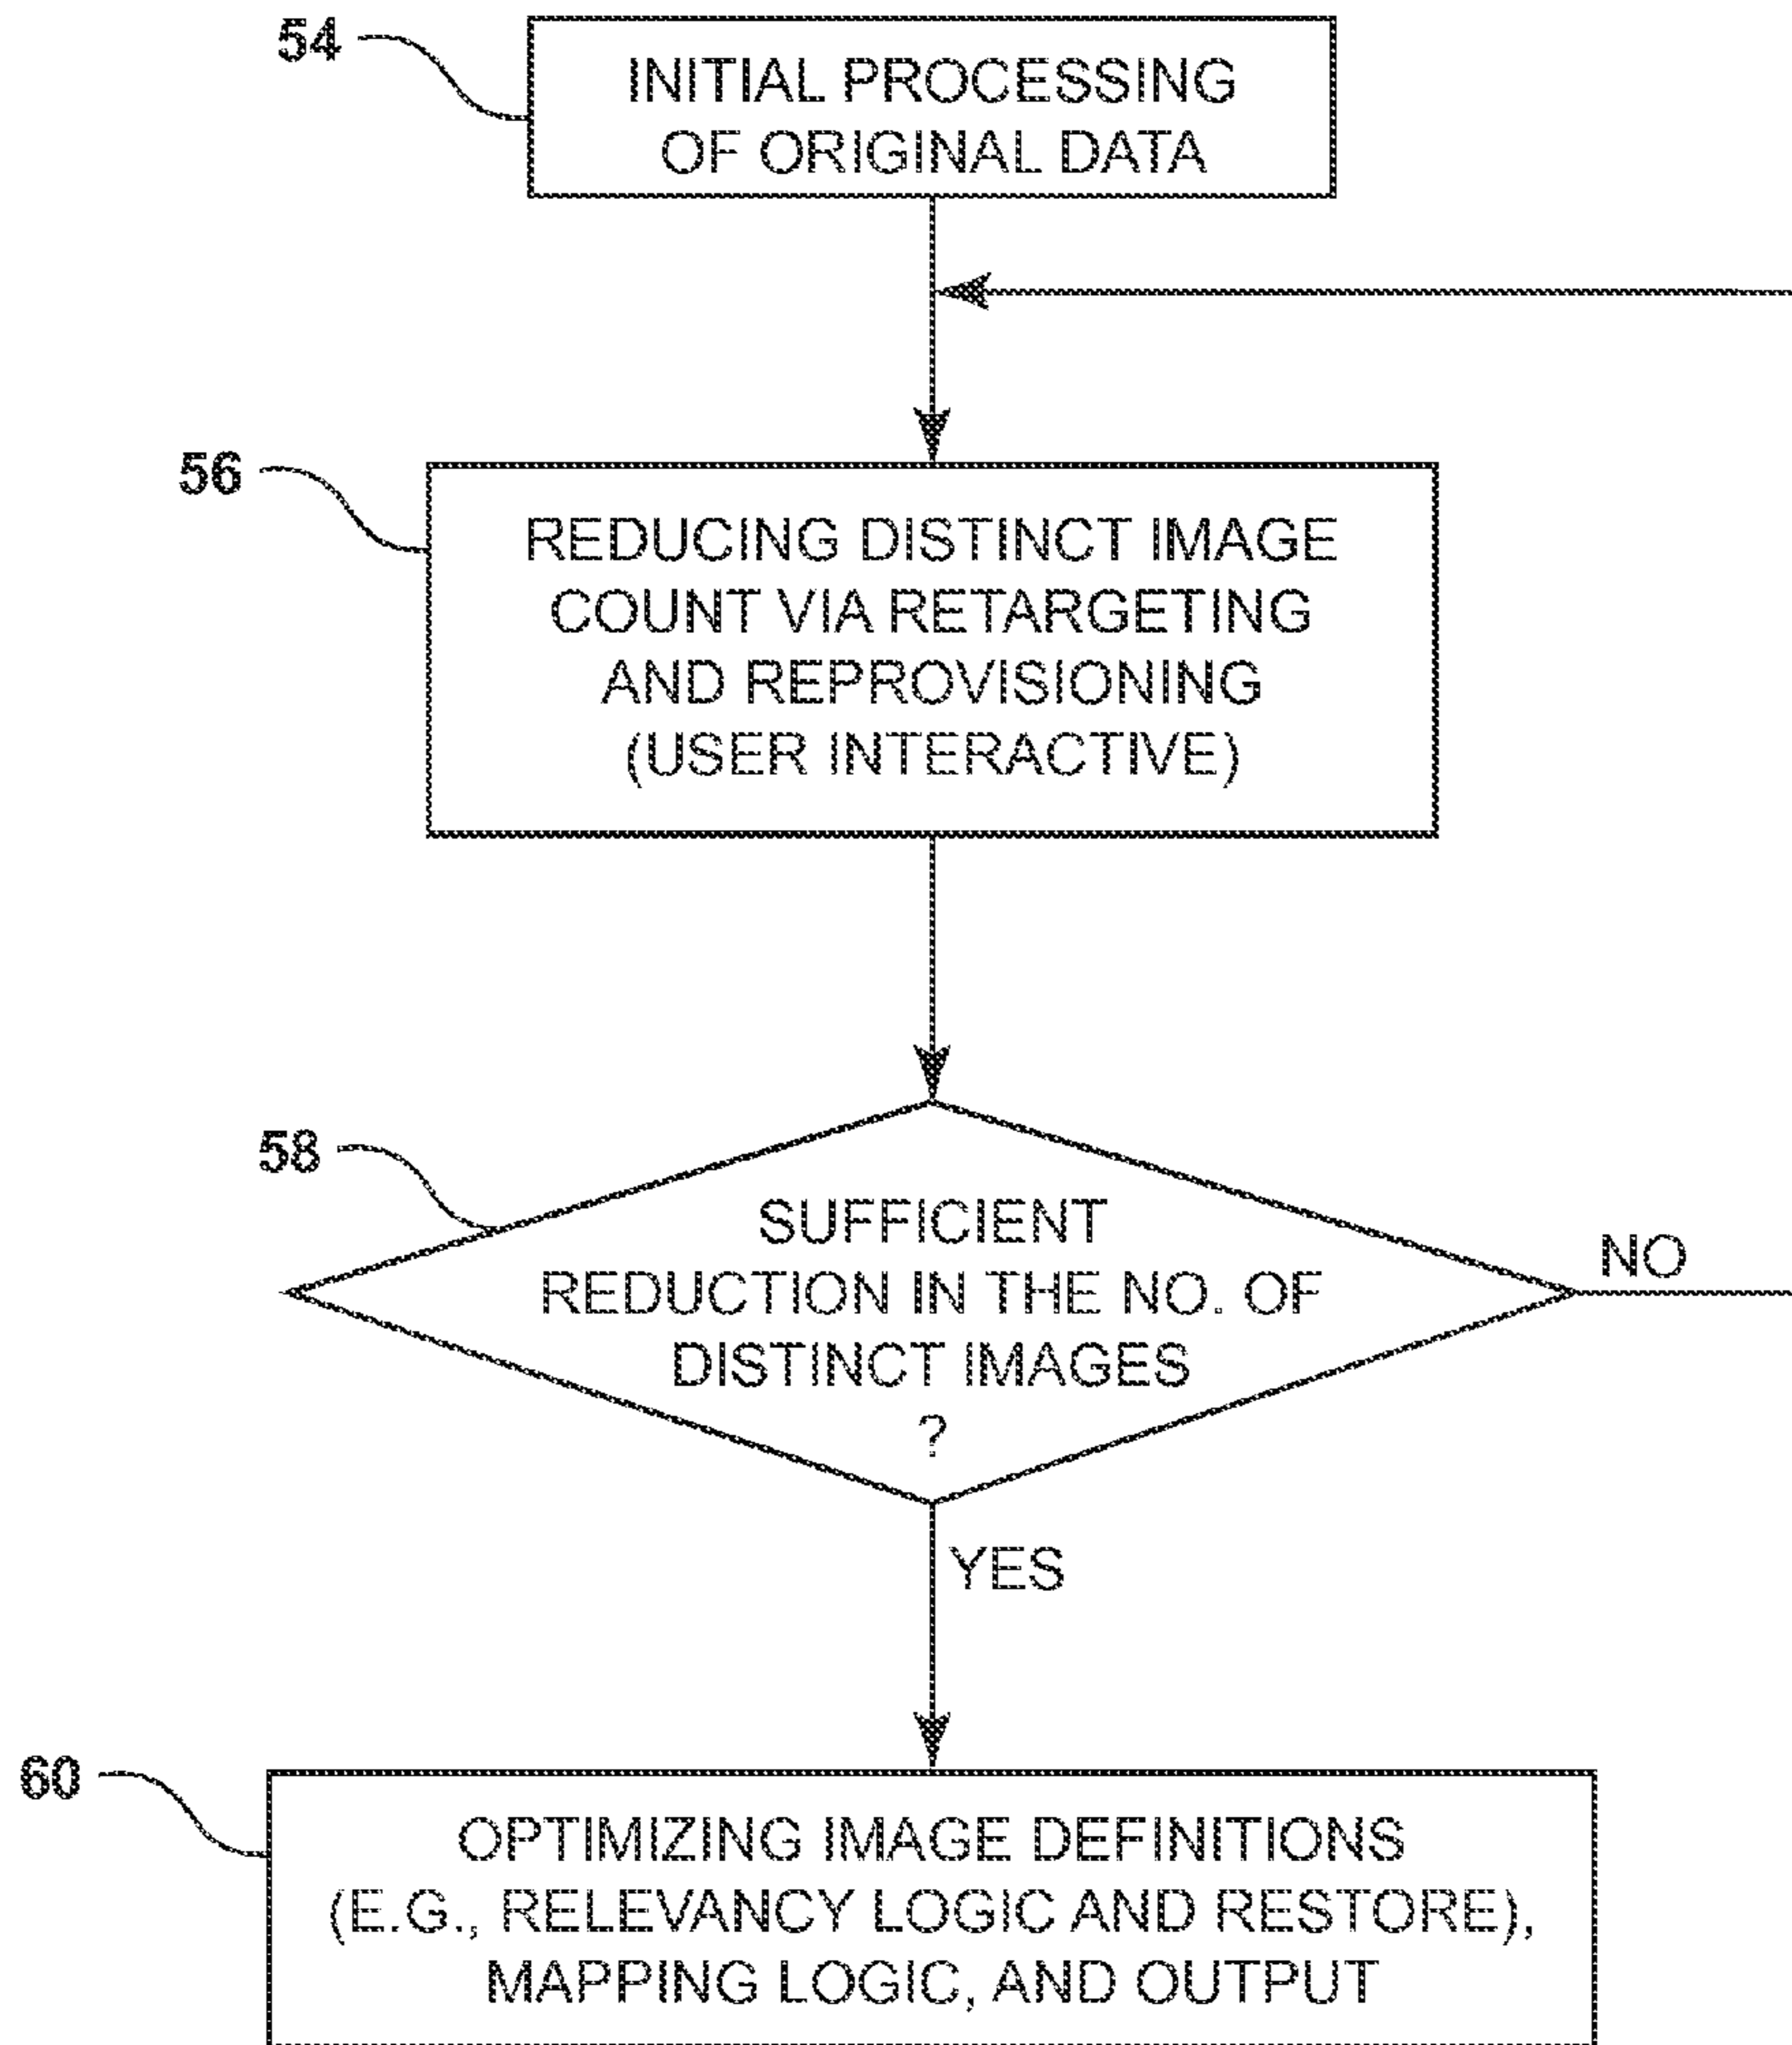 54
INITIAL PROCESSING
OF ORIGINAL DATA
56
REDUCING DISTINCT IMAGE
COUNT VIA RETARGETING
AND REPROVISIONING
(USER INTERACTIVE)
58
SUFFICIENT
REDUCTION IN THE NO. OF
DISTINCT IMAGES
?
NO
YES
60
OPTIMIZING IMAGE DEFINITIONS
(E.G., RELEVANCY LOGIC AND RESTORE),
MAPPING LOGIC, AND OUTPUT